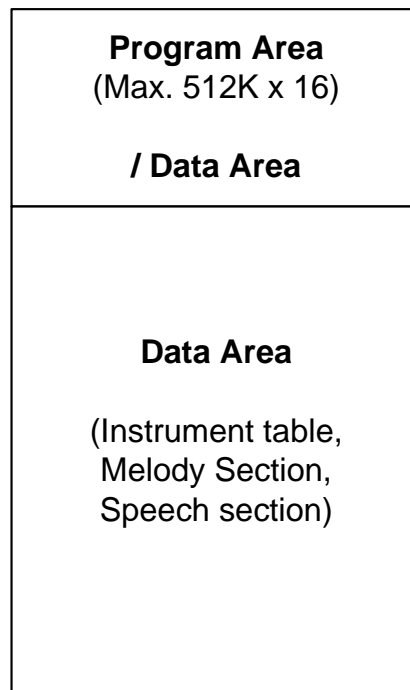 Program Area
(Max. 512K x 16)
/ Data Area
Data Area
(Instrument table,
Melody Section,
Speech section)